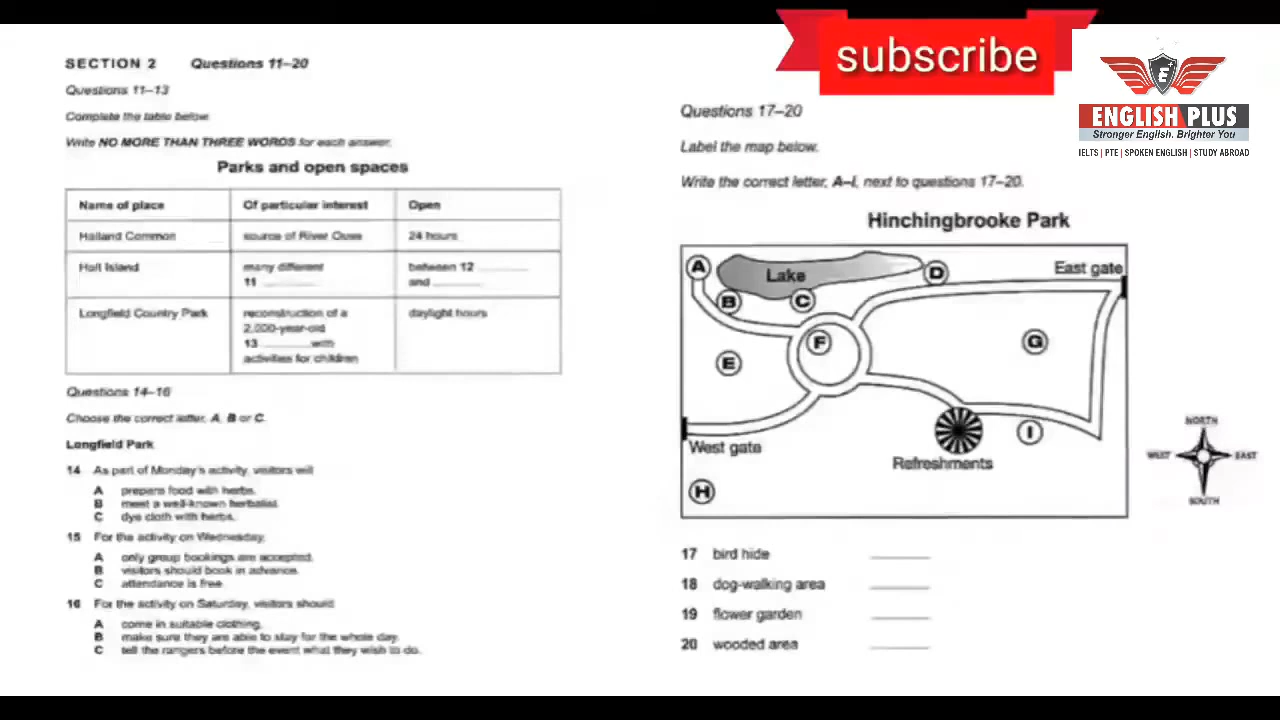 subscribe
E+
ENGLISH PLUS
Stronger English. Brighter You
IELTS | PTE | SPOKEN ENGLISH | STUDY ABROAD
SECTION 2 Questions 11–20
Questions 11–13
Complete the table below.
Write NO MORE THAN THREE WORDS for each answer.
Parks and open spaces
Name of place Of particular interest Open
Halland Common source of River Ouse 24 hours
Holt Island many different between 12 ________
11 ________ and ________
Longfield Country Park reconstruction of a daylight hours
2,000-year-old
13 ________ with
activities for children
Questions 14–16
Choose the correct letter, A, B or C.
Longfield Park
14 As part of Monday's activity, visitors will
A prepare food with herbs.
B meet a well-known herbalist.
C dye cloth with herbs.
15 For the activity on Wednesday,
A only group bookings are accepted.
B visitors should book in advance.
C attendance is free.
16 For the activity on Saturday, visitors should
A come in suitable clothing.
B make sure they are able to stay for the whole day.
C tell the rangers before the event what they wish to do.
Questions 17–20
Label the map below.
Write the correct letter, A–I, next to questions 17–20.
Hinchingbrooke Park
A
Lake
D
East gate
B
C
F
G
E
West gate
I
Refreshments
H
NORTH
WEST
EAST
SOUTH
17 bird hide ________
18 dog-walking area ________
19 flower garden ________
20 wooded area ________